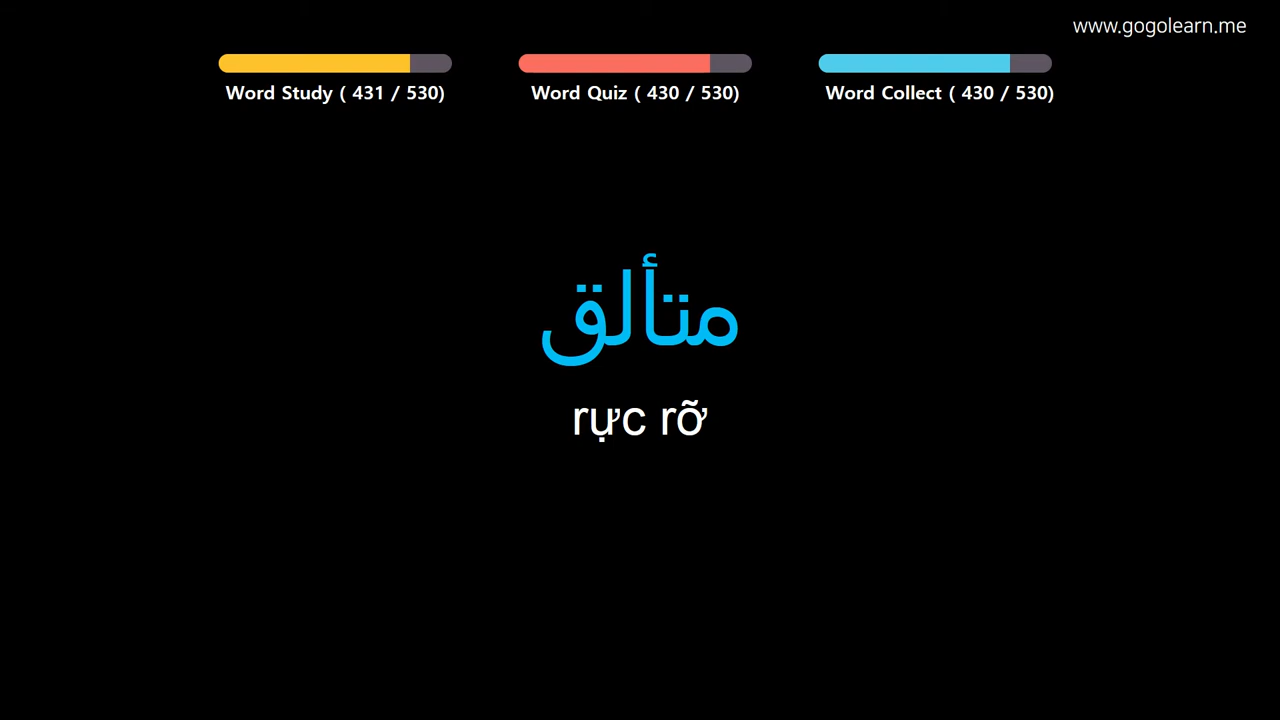 www.gogolearn.me
Word Study ( 431 / 530)
Word Quiz ( 430 / 530)
Word Collect ( 430 / 530)
متألق
rực rỡ